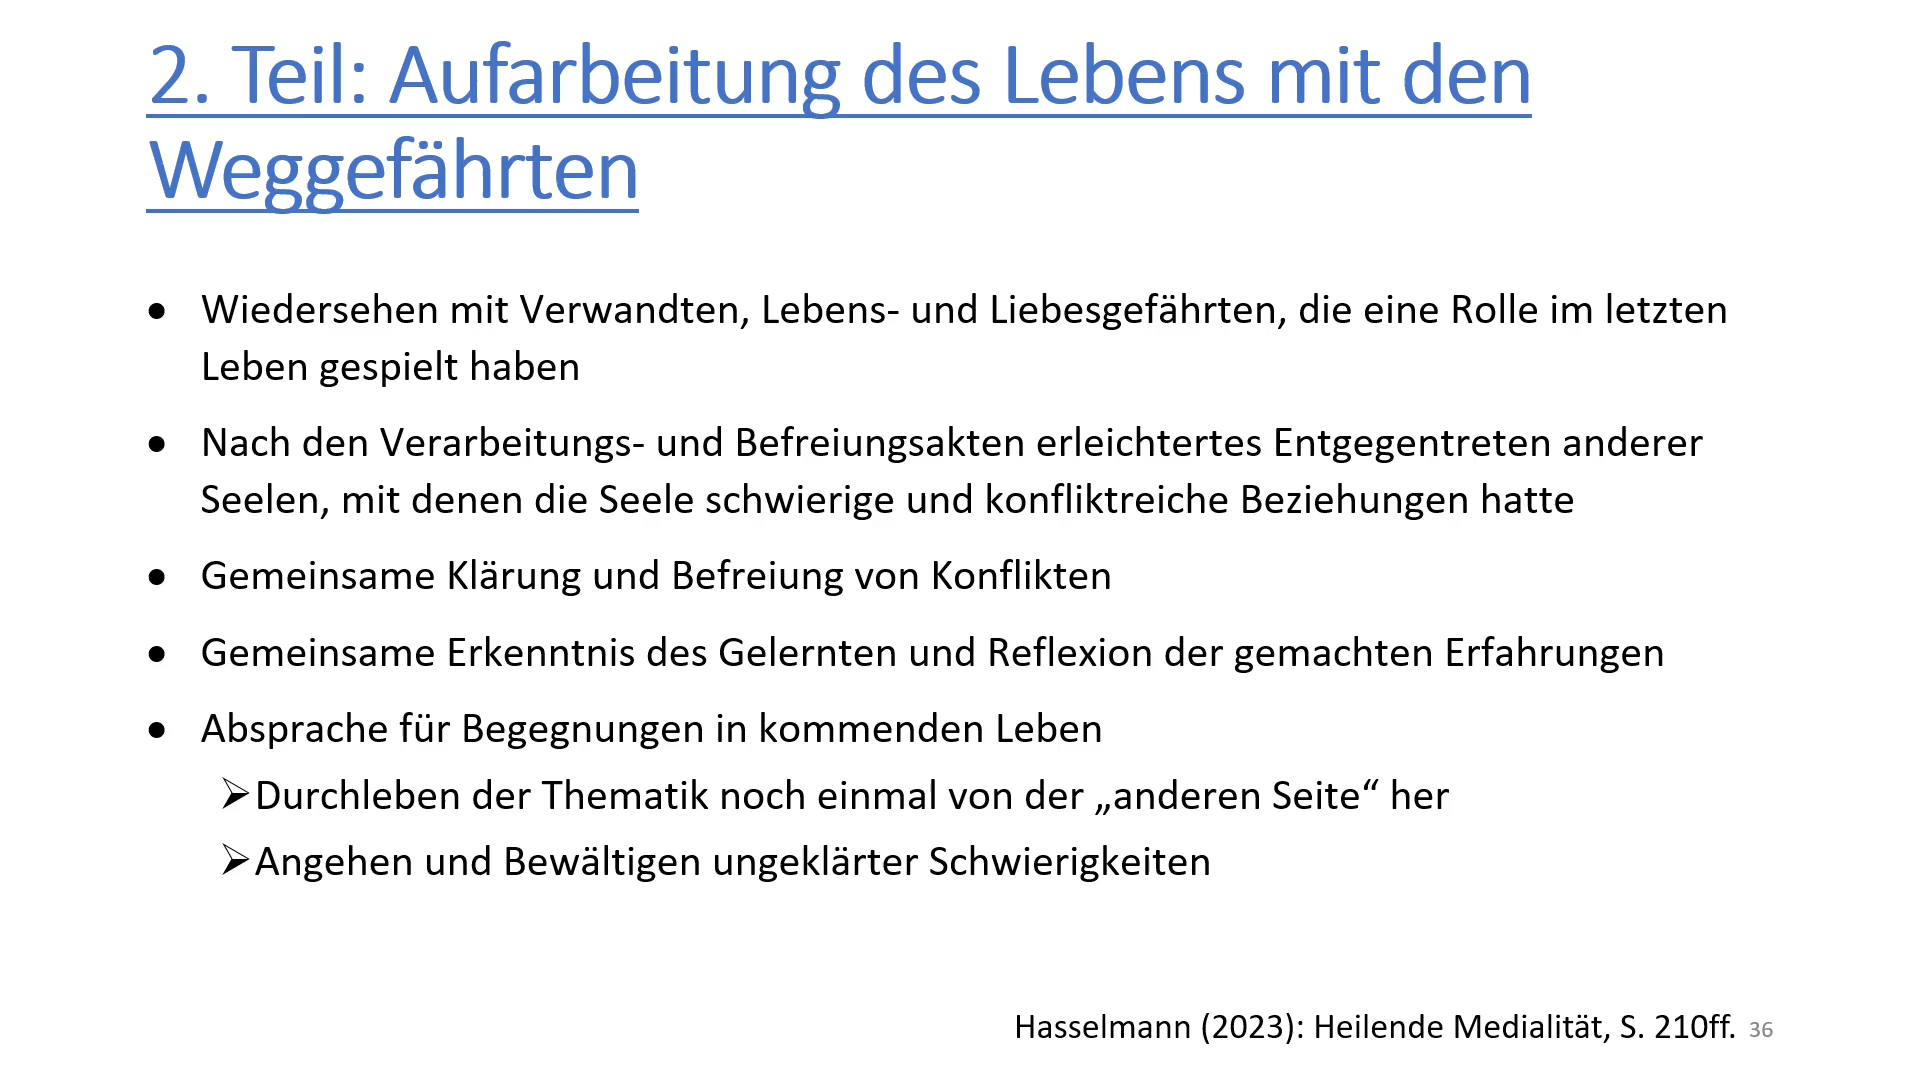 2. Teil: Aufarbeitung des Lebens mit den
Weggefährten
• Wiedersehen mit Verwandten, Lebens- und Liebesgefährten, die eine Rolle im letzten
Leben gespielt haben
• Nach den Verarbeitungs- und Befreiungsakten erleichtertes Entgegentreten anderer
Seelen, mit denen die Seele schwierige und konfliktreiche Beziehungen hatte
• Gemeinsame Klärung und Befreiung von Konflikten
• Gemeinsame Erkenntnis des Gelernten und Reflexion der gemachten Erfahrungen
• Absprache für Begegnungen in kommenden Leben
➢Durchleben der Thematik noch einmal von der „anderen Seite“ her
➢Angehen und Bewältigen ungeklärter Schwierigkeiten
Hasselmann (2023): Heilende Medialität, S. 210ff. 36